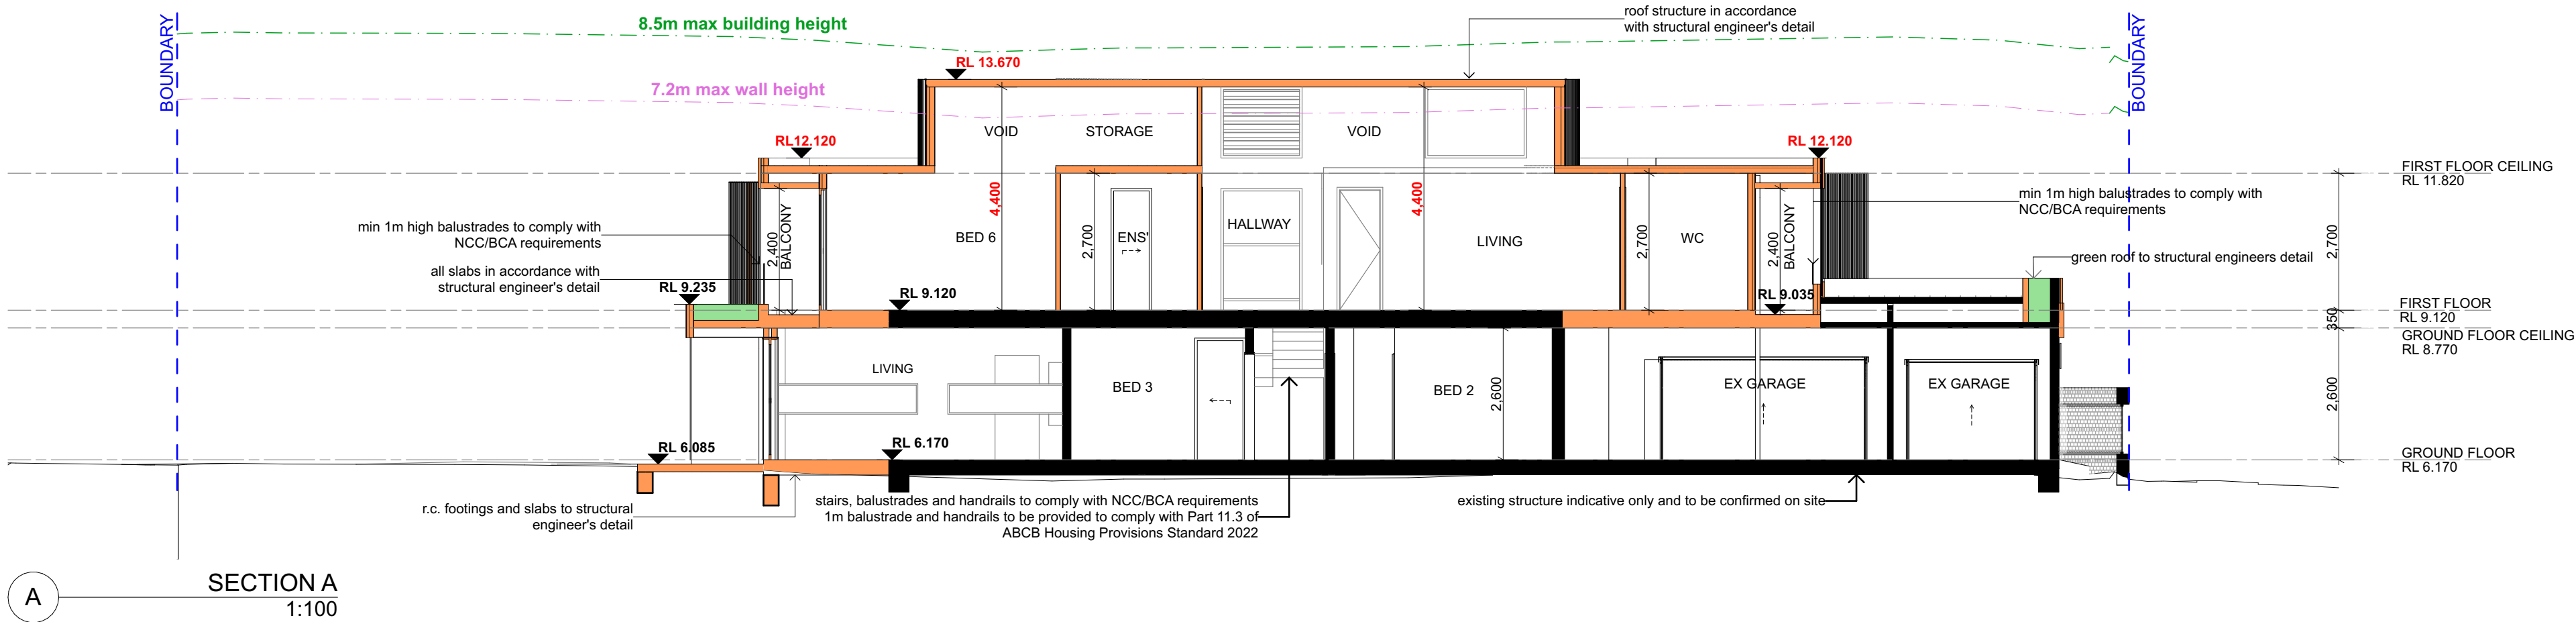 8.5m max building height
roof structure in accordance
with structural engineer's detail
BOUNDARY
BOUNDARY
RL 13.670
7.2m max wall height
VOID
STORAGE
VOID
RL12.120
RL 12.120
FIRST FLOOR CEILING
RL 11.820
min 1m high balustrades to comply with
NCC/BCA requirements
min 1m high balustrades to comply with
NCC/BCA requirements
4,400
4,400
2,400
BALCONY
BED 6
2,700
ENS'
HALLWAY
LIVING
2,700
WC
2,400
BALCONY
2,700
green roof to structural engineers detail
all slabs in accordance with
structural engineer's detail
RL 9.235
RL 9.120
RL 9.035
FIRST FLOOR
RL 9.120
350
GROUND FLOOR CEILING
RL 8.770
LIVING
BED 3
BED 2
2,600
EX GARAGE
EX GARAGE
2,600
RL 6.085
RL 6.170
GROUND FLOOR
RL 6.170
r.c. footings and slabs to structural
engineer's detail
stairs, balustrades and handrails to comply with NCC/BCA requirements
1m balustrade and handrails to be provided to comply with Part 11.3 of
ABCB Housing Provisions Standard 2022
existing structure indicative only and to be confirmed on site
A
SECTION A
1:100